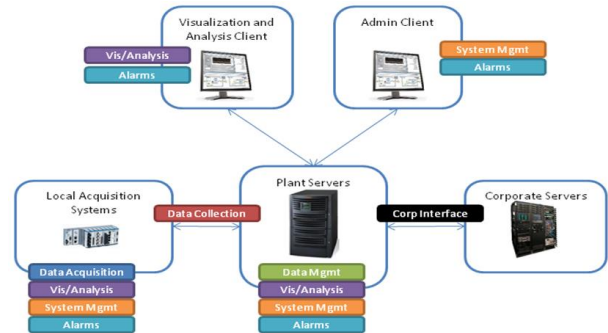 Visualization and
Analysis Client
Vis/Analysis
Alarms
Admin Client
System Mgmt
Alarms
Local Acquisition
Systems
Data Acquisition
Vis/Analysis
System Mgmt
Alarms
Data Collection
Plant Servers
Data Mgmt
Vis/Analysis
System Mgmt
Alarms
Corp Interface
Corporate Servers